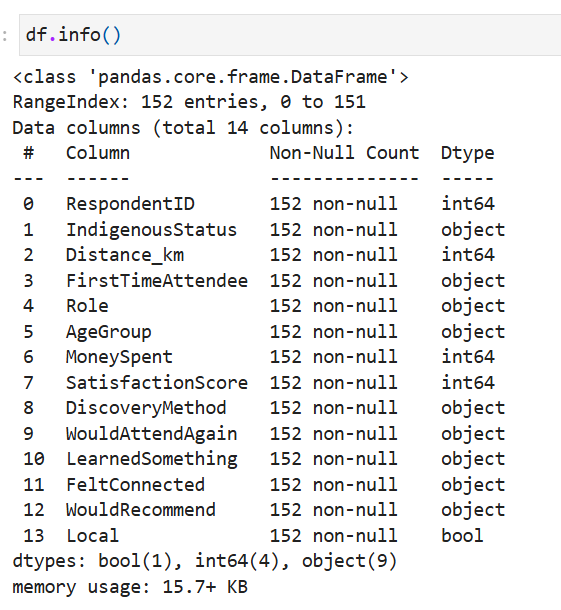 : df.info()
<class 'pandas.core.frame.DataFrame'>
RangeIndex: 152 entries, 0 to 151
Data columns (total 14 columns):
 #   Column             Non-Null Count  Dtype
---  ------             --------------  -----
 0   RespondentID       152 non-null    int64
 1   IndigenousStatus   152 non-null    object
 2   Distance_km        152 non-null    int64
 3   FirstTimeAttendee  152 non-null    object
 4   Role               152 non-null    object
 5   AgeGroup           152 non-null    object
 6   MoneySpent         152 non-null    int64
 7   SatisfactionScore  152 non-null    int64
 8   DiscoveryMethod    152 non-null    object
 9   WouldAttendAgain   152 non-null    object
 10  LearnedSomething   152 non-null    object
 11  FeltConnected      152 non-null    object
 12  WouldRecommend     152 non-null    object
 13  Local              152 non-null    bool
dtypes: bool(1), int64(4), object(9)
memory usage: 15.7+ KB